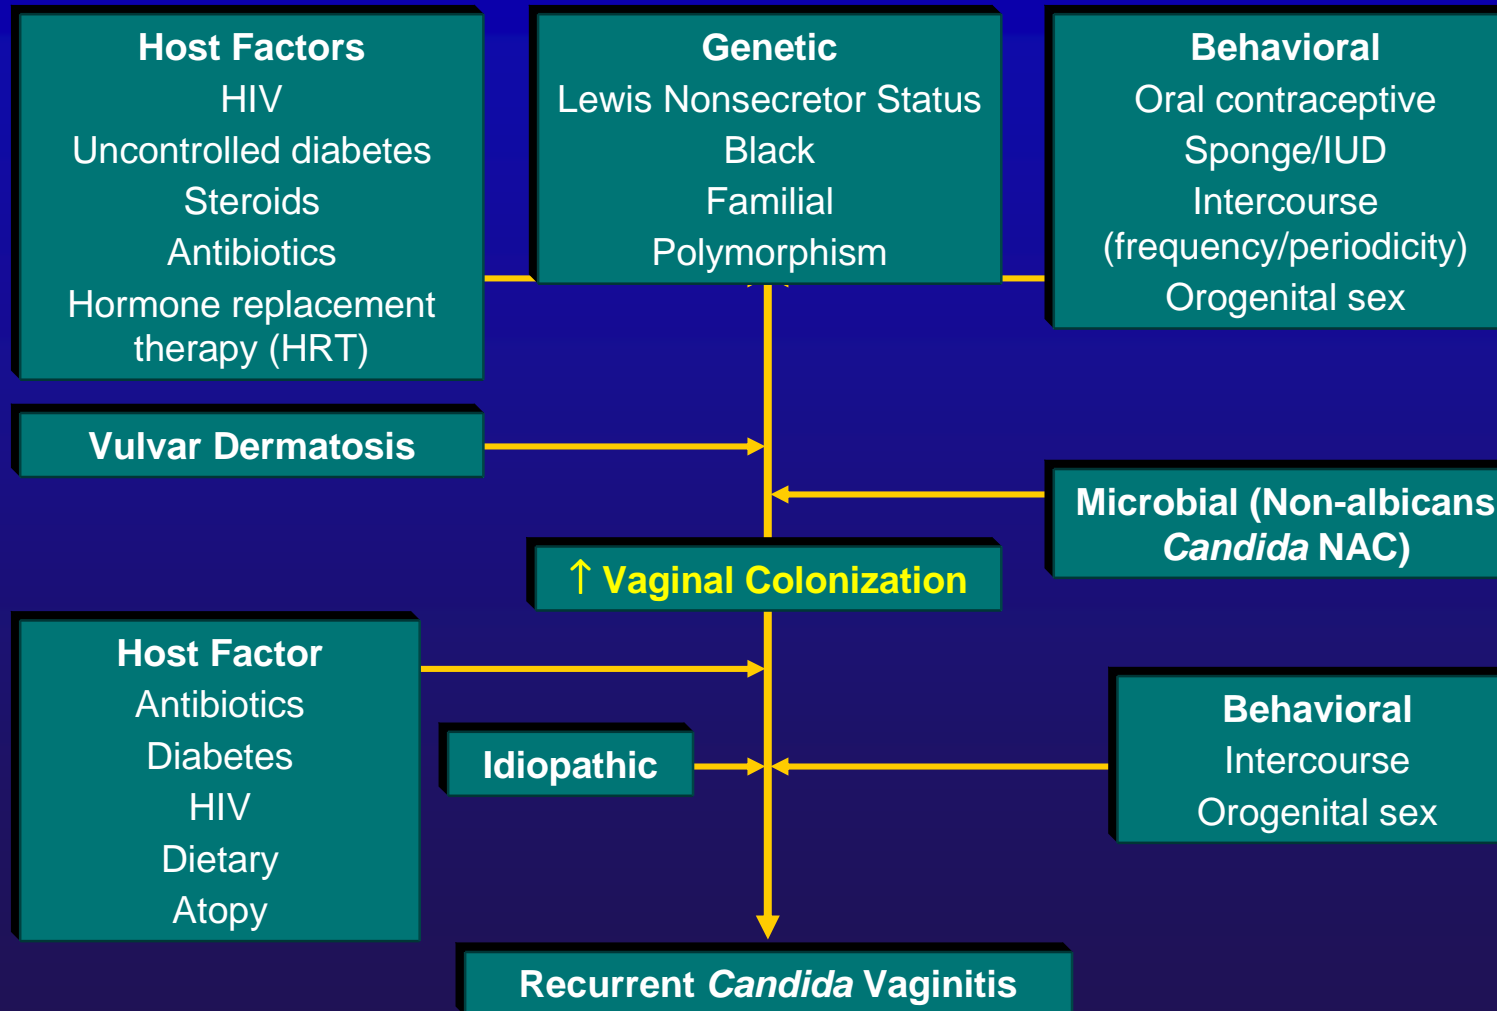 Host Factors
HIV
Uncontrolled diabetes
Steroids
Antibiotics
Hormone replacement
therapy (HRT)
Genetic
Lewis Nonsecretor Status
Black
Familial
Polymorphism
Behavioral
Oral contraceptive
Sponge/IUD
Intercourse
(frequency/periodicity)
Orogenital sex
Vulvar Dermatosis
Microbial (Non-albicans
Candida NAC)
↑ Vaginal Colonization
Host Factor
Antibiotics
Diabetes
HIV
Dietary
Atopy
Idiopathic
Behavioral
Intercourse
Orogenital sex
Recurrent Candida Vaginitis